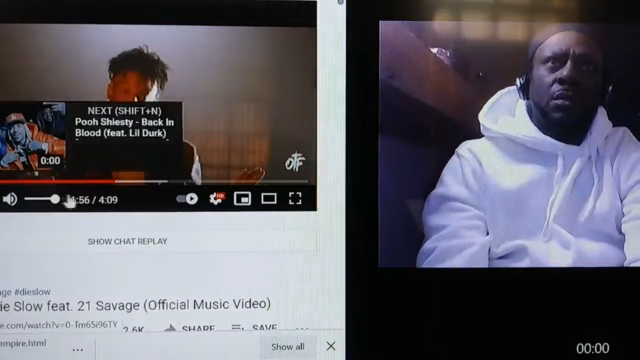 NEXT (SHIFT+N)
Pooh Shiesty - Back In
Blood (feat. Lil Durk)
0:00
OTF
1:56 / 4:09
HD
SHOW CHAT REPLAY
#dieslow
ie Slow feat. 21 Savage (Official Music Video)
e.com/watch?v=0-Tm65i96TY
2.6K SHARE SAVE ...
empire.html
...
Show all
00:00